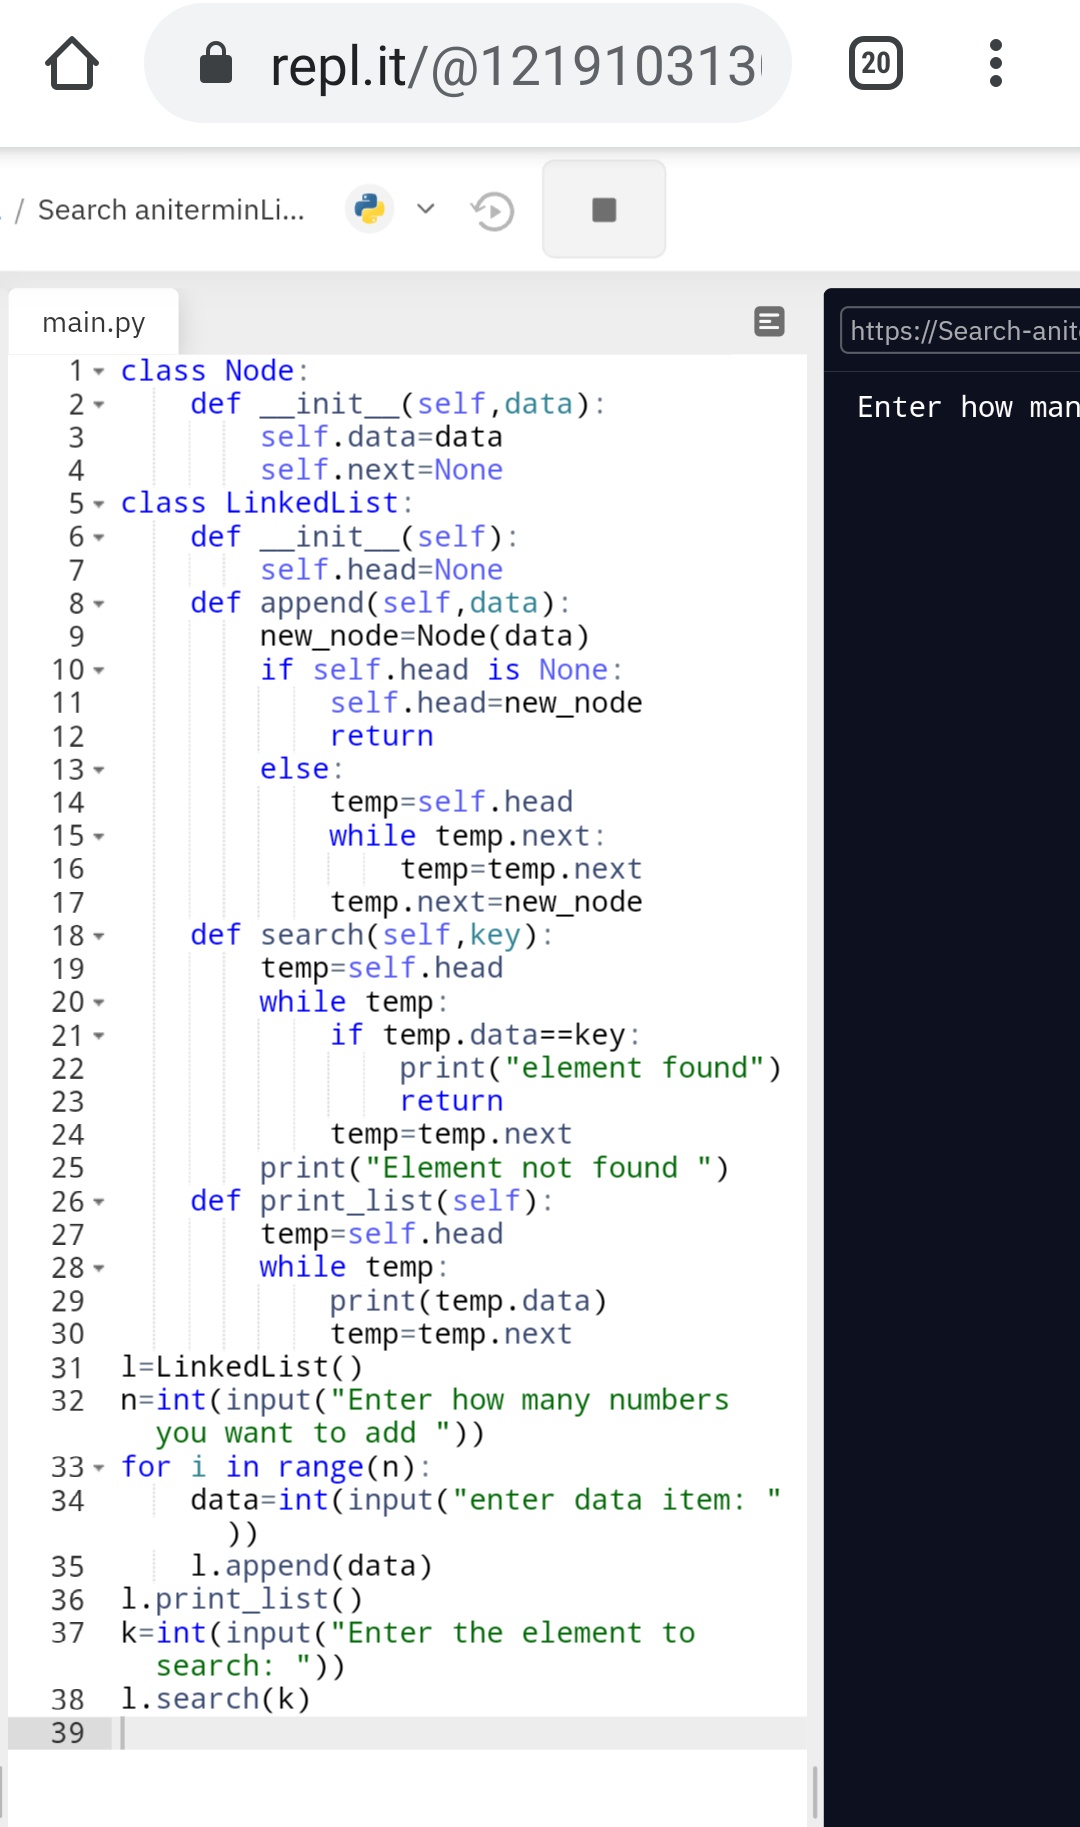 repl.it/@121910313
20
/ Search aniterminLi...
main.py
https://Search-anit
Enter how man
1 class Node:
2     def __init__(self,data):
3         self.data=data
4         self.next=None
5 class LinkedList:
6     def __init__(self):
7         self.head=None
8     def append(self,data):
9         new_node=Node(data)
10         if self.head is None:
11             self.head=new_node
12             return
13         else:
14             temp=self.head
15             while temp.next:
16                 temp=temp.next
17             temp.next=new_node
18     def search(self,key):
19         temp=self.head
20         while temp:
21             if temp.data==key:
22                 print("element found")
23                 return
24             temp=temp.next
25         print("Element not found ")
26     def print_list(self):
27         temp=self.head
28         while temp:
29             print(temp.data)
30             temp=temp.next
31 l=LinkedList()
32 n=int(input("Enter how many numbers
you want to add "))
33 for i in range(n):
34     data=int(input("enter data item: "
))
35     l.append(data)
36 l.print_list()
37 k=int(input("Enter the element to
search: "))
38 l.search(k)
39